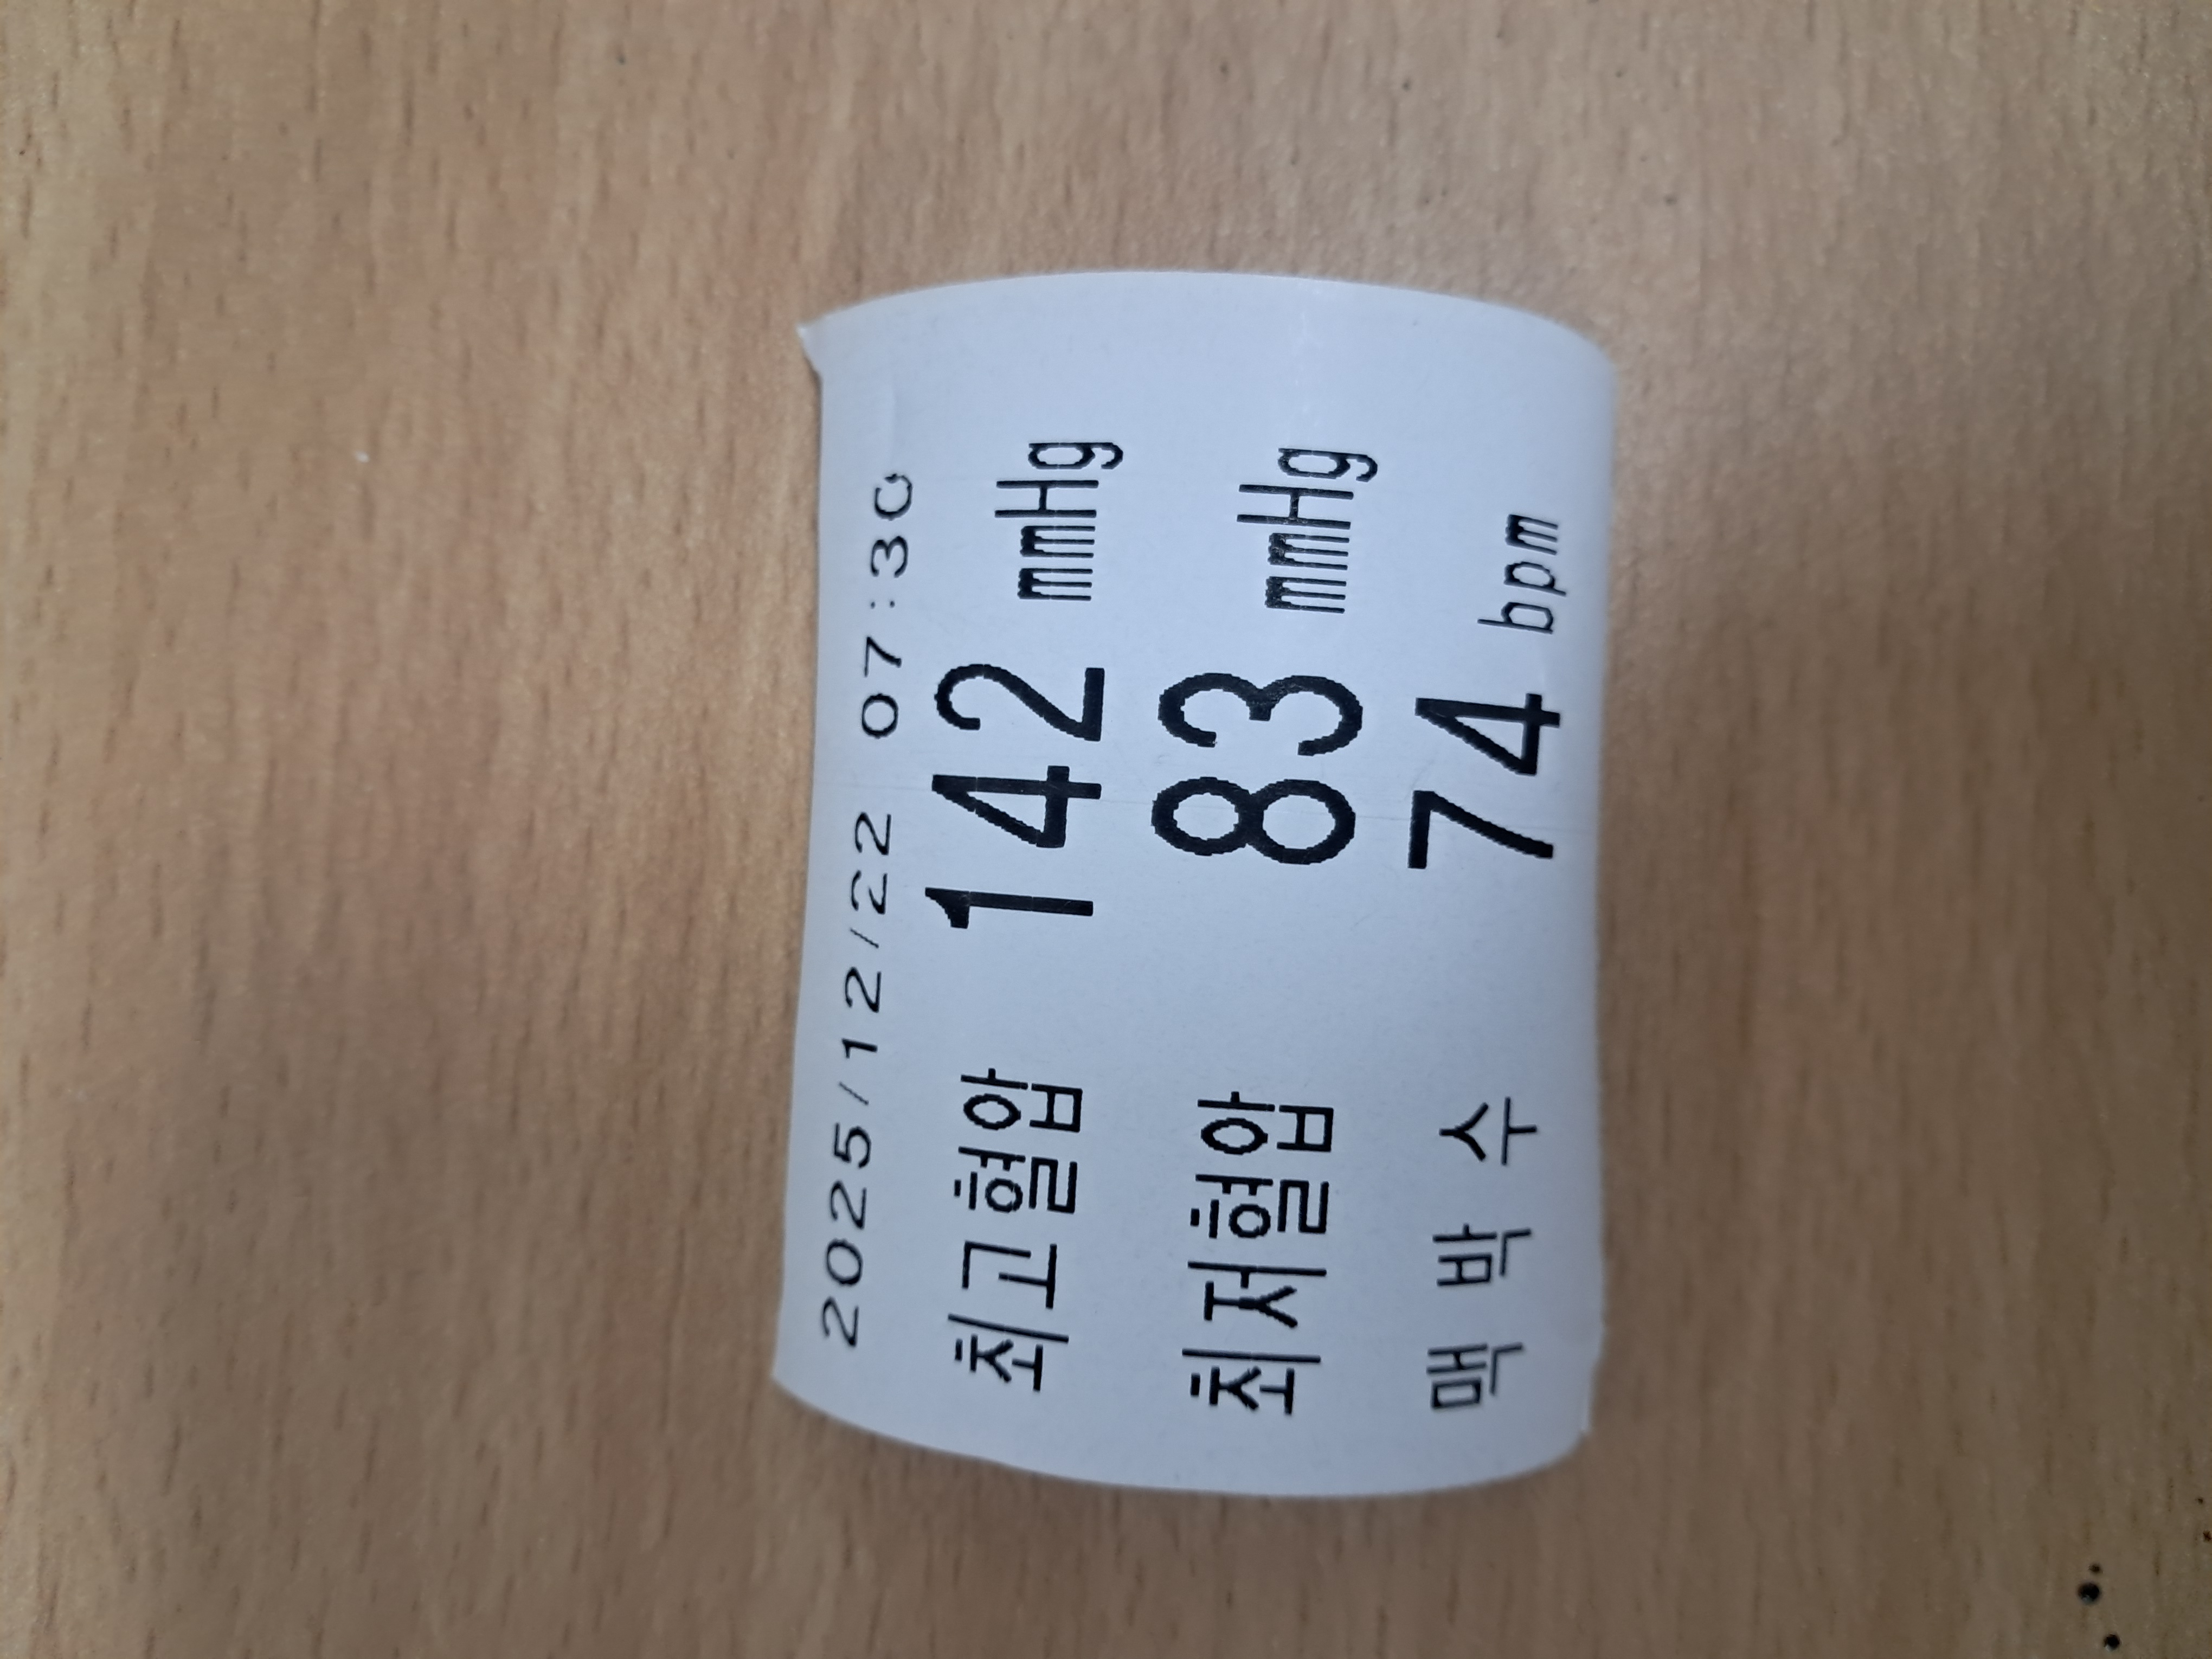 2025/12/22 07:30
최고혈압 142 mmHg
최저혈압 83 mmHg
맥 박 수 74 bpm